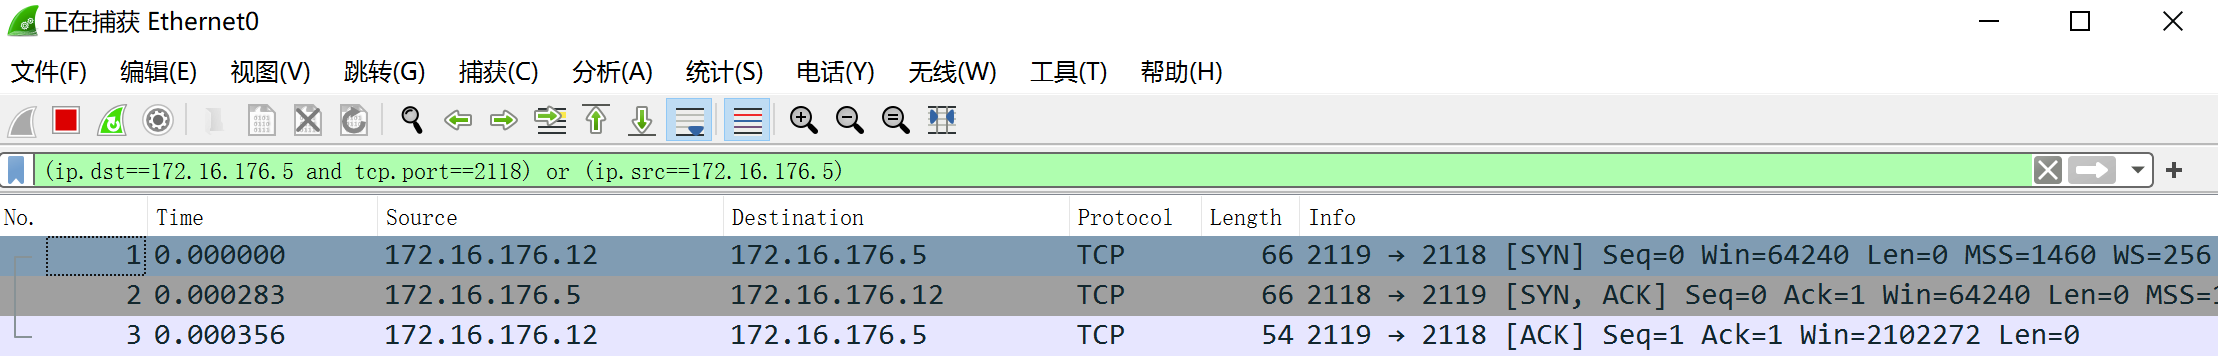 正在捕获 Ethernet0
文件(F) 编辑(E) 视图(V) 跳转(G) 捕获(C) 分析(A) 统计(S) 电话(Y) 无线(W) 工具(T) 帮助(H)
(ip.dst==172.16.176.5 and tcp.port==2118) or (ip.src==172.16.176.5)
No. Time Source Destination Protocol Length Info
1 0.000000 172.16.176.12 172.16.176.5 TCP 66 2119 → 2118 [SYN] Seq=0 Win=64240 Len=0 MSS=1460 WS=256
2 0.000283 172.16.176.5 172.16.176.12 TCP 66 2118 → 2119 [SYN, ACK] Seq=0 Ack=1 Win=64240 Len=0 MSS=1
3 0.000356 172.16.176.12 172.16.176.5 TCP 54 2119 → 2118 [ACK] Seq=1 Ack=1 Win=2102272 Len=0